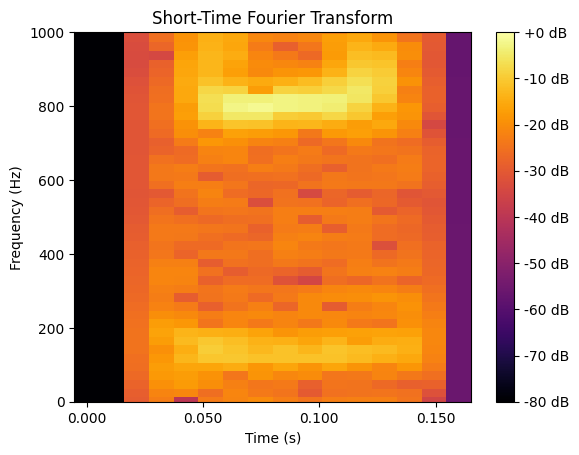 Short-Time Fourier Transform
Frequency (Hz)
1000
800
600
400
200
0
0.000
0.050
0.100
0.150
Time (s)
+0 dB
-10 dB
-20 dB
-30 dB
-40 dB
-50 dB
-60 dB
-70 dB
-80 dB